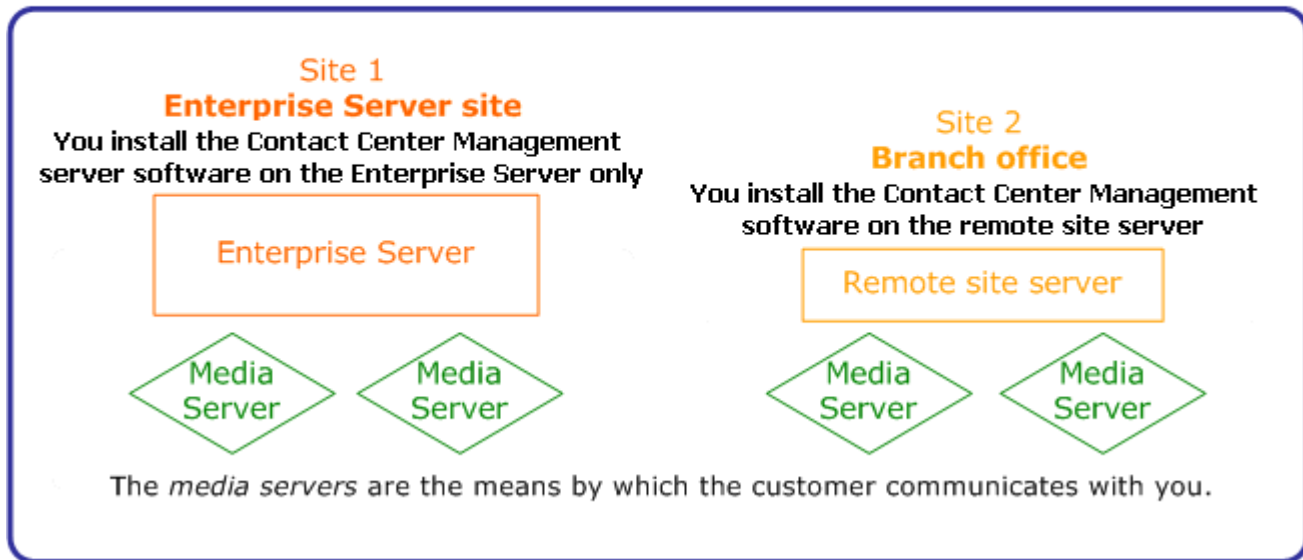 Site 1
Enterprise Server site
You install the Contact Center Management
server software on the Enterprise Server only
Enterprise Server
Media
Server
Media
Server
Site 2
Branch office
You install the Contact Center Management
software on the remote site server
Remote site server
Media
Server
Media
Server
The media servers are the means by which the customer communicates with you.